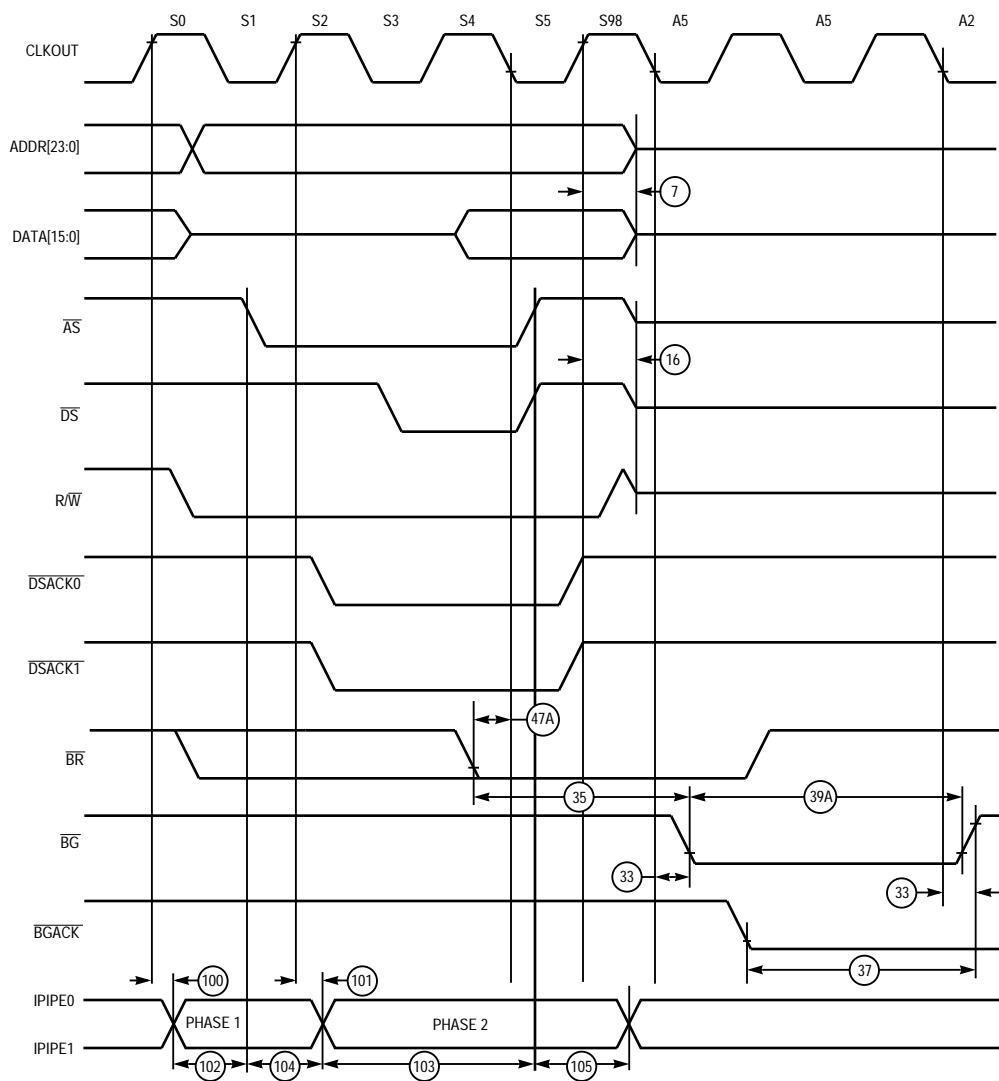 S0 S1 S2 S3 S4 S5 S98 A5 A5 A2
CLKOUT
ADDR[23:0]
7
DATA[15:0]
AS
16
DS
R/W
DSACK0
DSACK1
47A
BR
35 39A
BG
33 33
BGACK
37
100 101
IPIPE0
PHASE 1 PHASE 2
IPIPE1
102 104 103 105